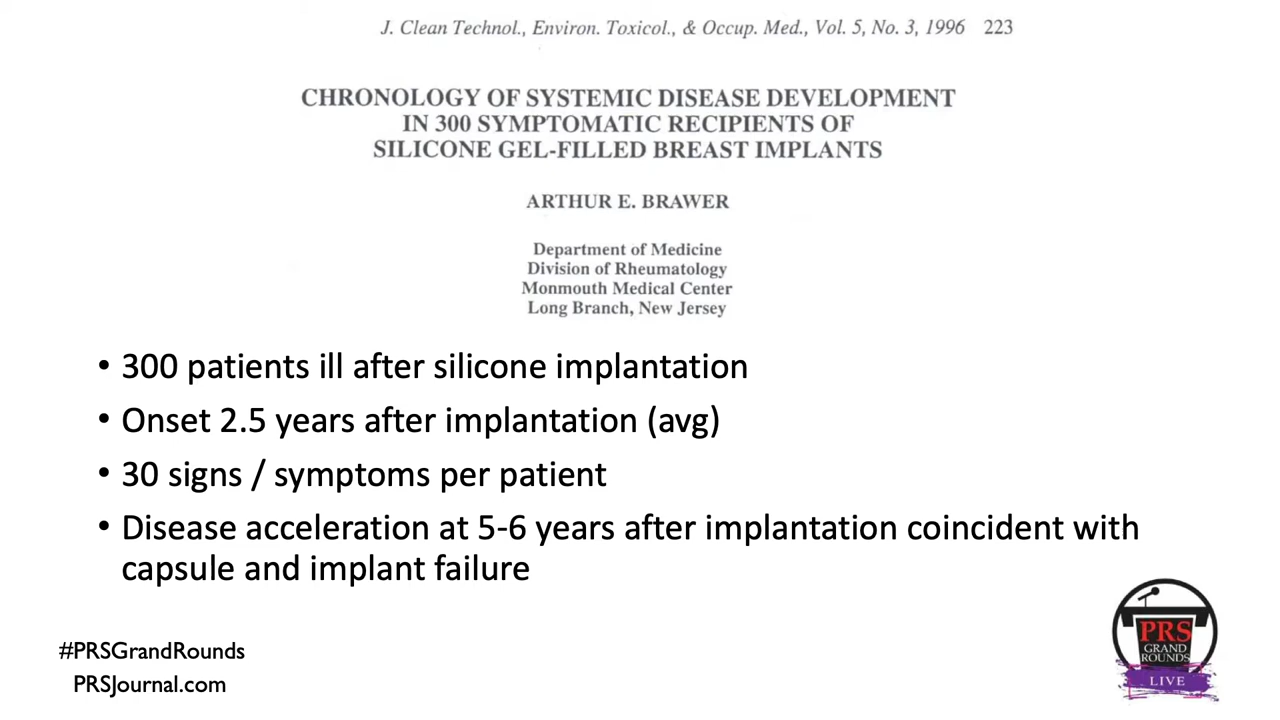 J. Clean Technol., Environ. Toxicol., & Occup. Med., Vol. 5, No. 3, 1996 223
CHRONOLOGY OF SYSTEMIC DISEASE DEVELOPMENT
IN 300 SYMPTOMATIC RECIPIENTS OF
SILICONE GEL-FILLED BREAST IMPLANTS
ARTHUR E. BRAWER
Department of Medicine
Division of Rheumatology
Monmouth Medical Center
Long Branch, New Jersey
• 300 patients ill after silicone implantation
• Onset 2.5 years after implantation (avg)
• 30 signs / symptoms per patient
• Disease acceleration at 5-6 years after implantation coincident with
capsule and implant failure
#PRSGrandRounds
PRSJournal.com
PRS
GRAND
ROUNDS
LIVE